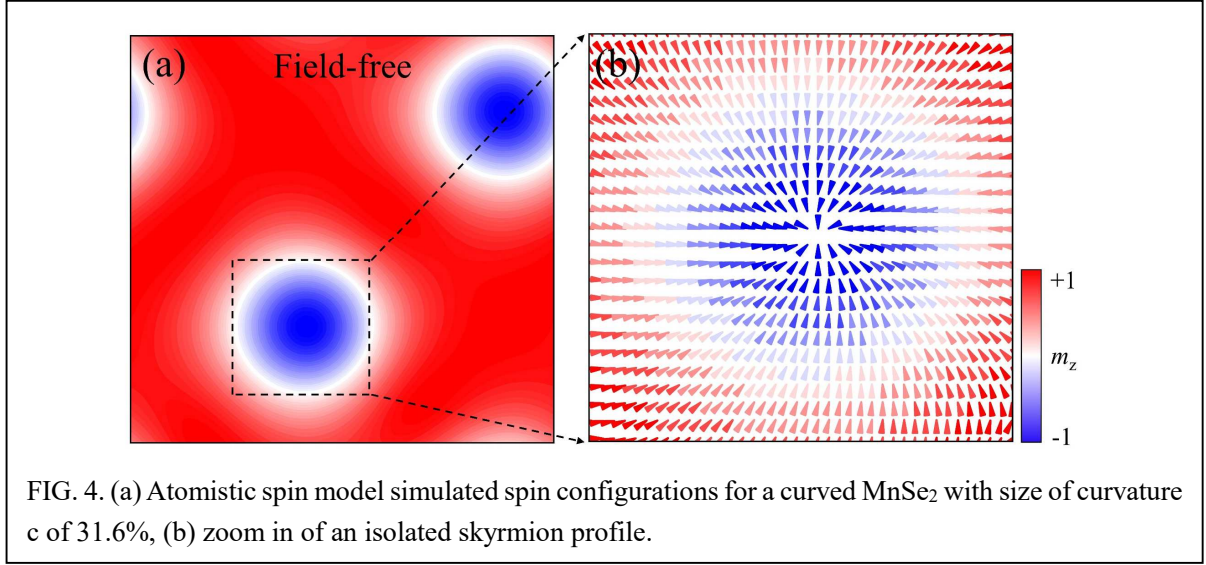 (a)
Field-free
(b)
+1
m_z
-1
FIG. 4. (a) Atomistic spin model simulated spin configurations for a curved MnSe₂ with size of curvature
c of 31.6%, (b) zoom in of an isolated skyrmion profile.